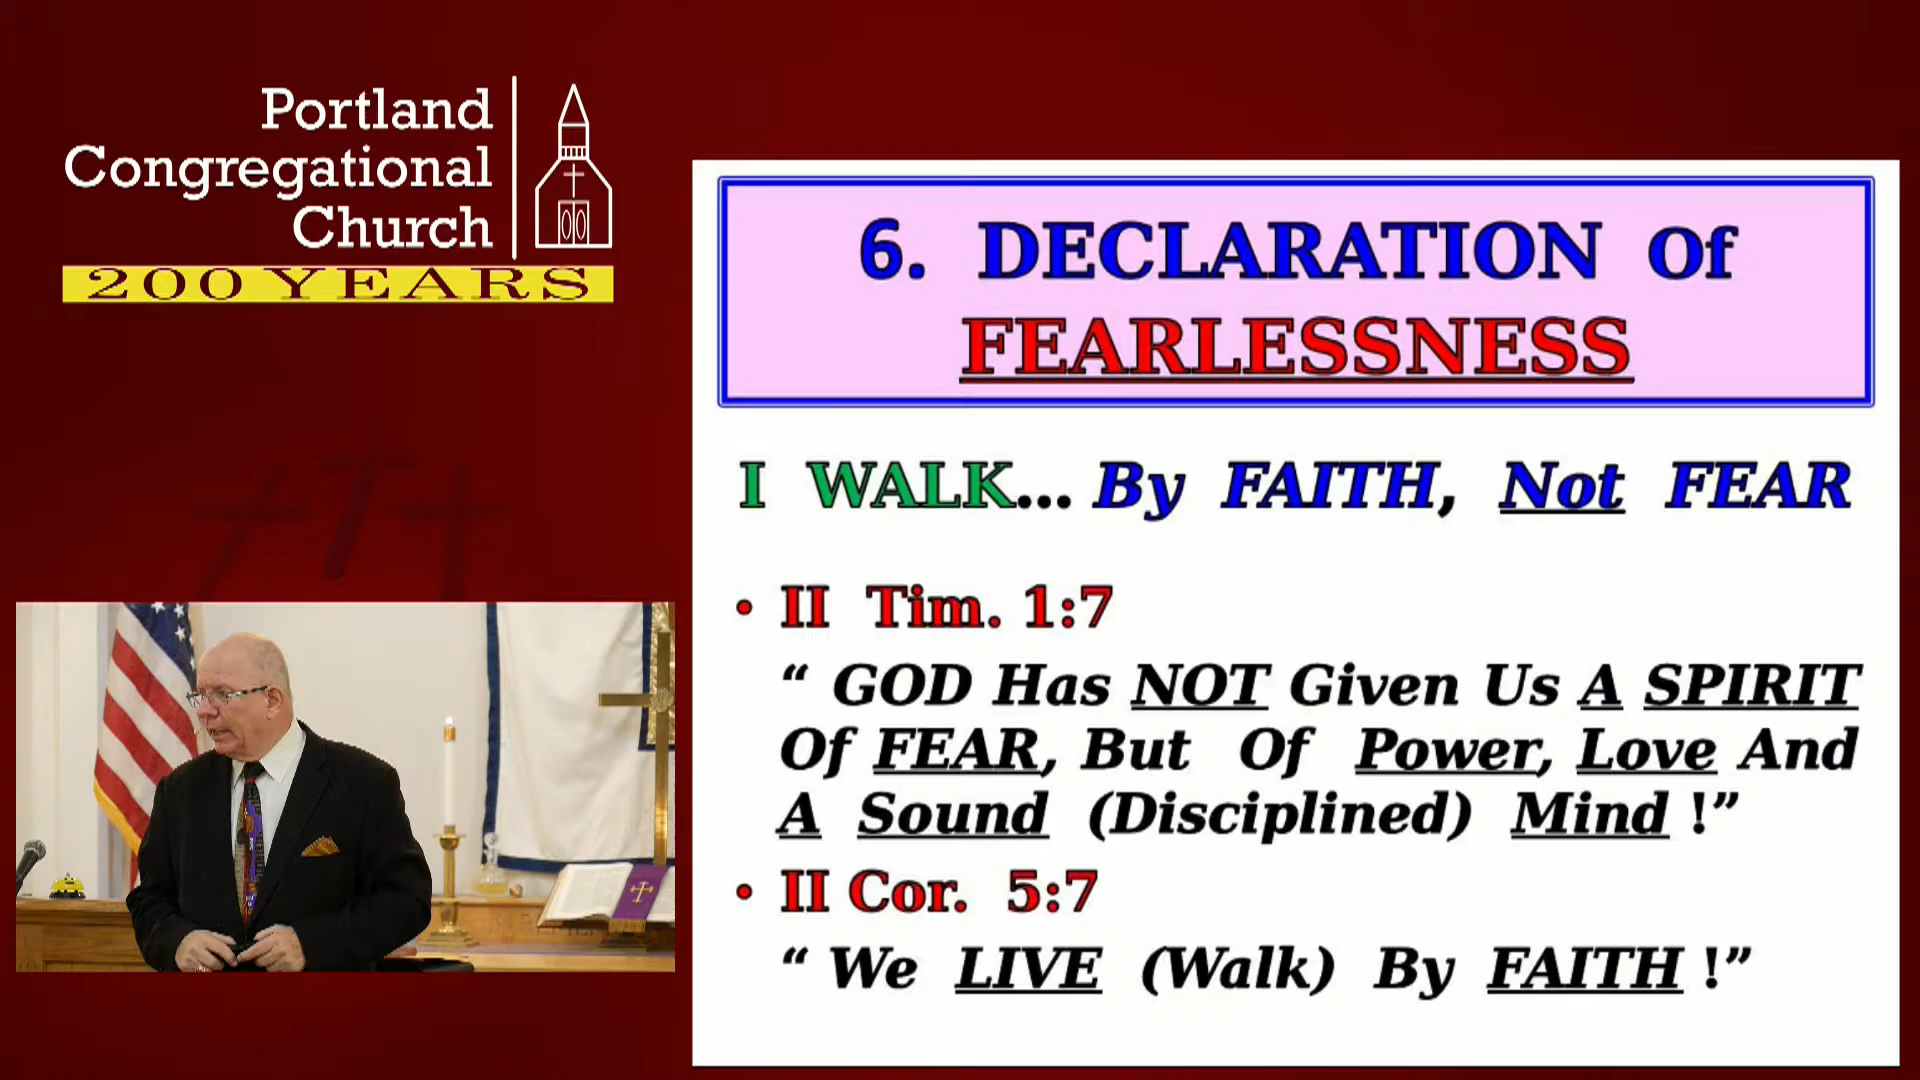 Portland
Congregational
Church
200 YEARS
6. DECLARATION Of
FEARLESSNESS
I WALK... By FAITH, Not FEAR
• II Tim. 1:7
“ GOD Has NOT Given Us A SPIRIT
Of FEAR, But Of Power, Love And
A Sound (Disciplined) Mind !”
• II Cor. 5:7
“ We LIVE (Walk) By FAITH !”